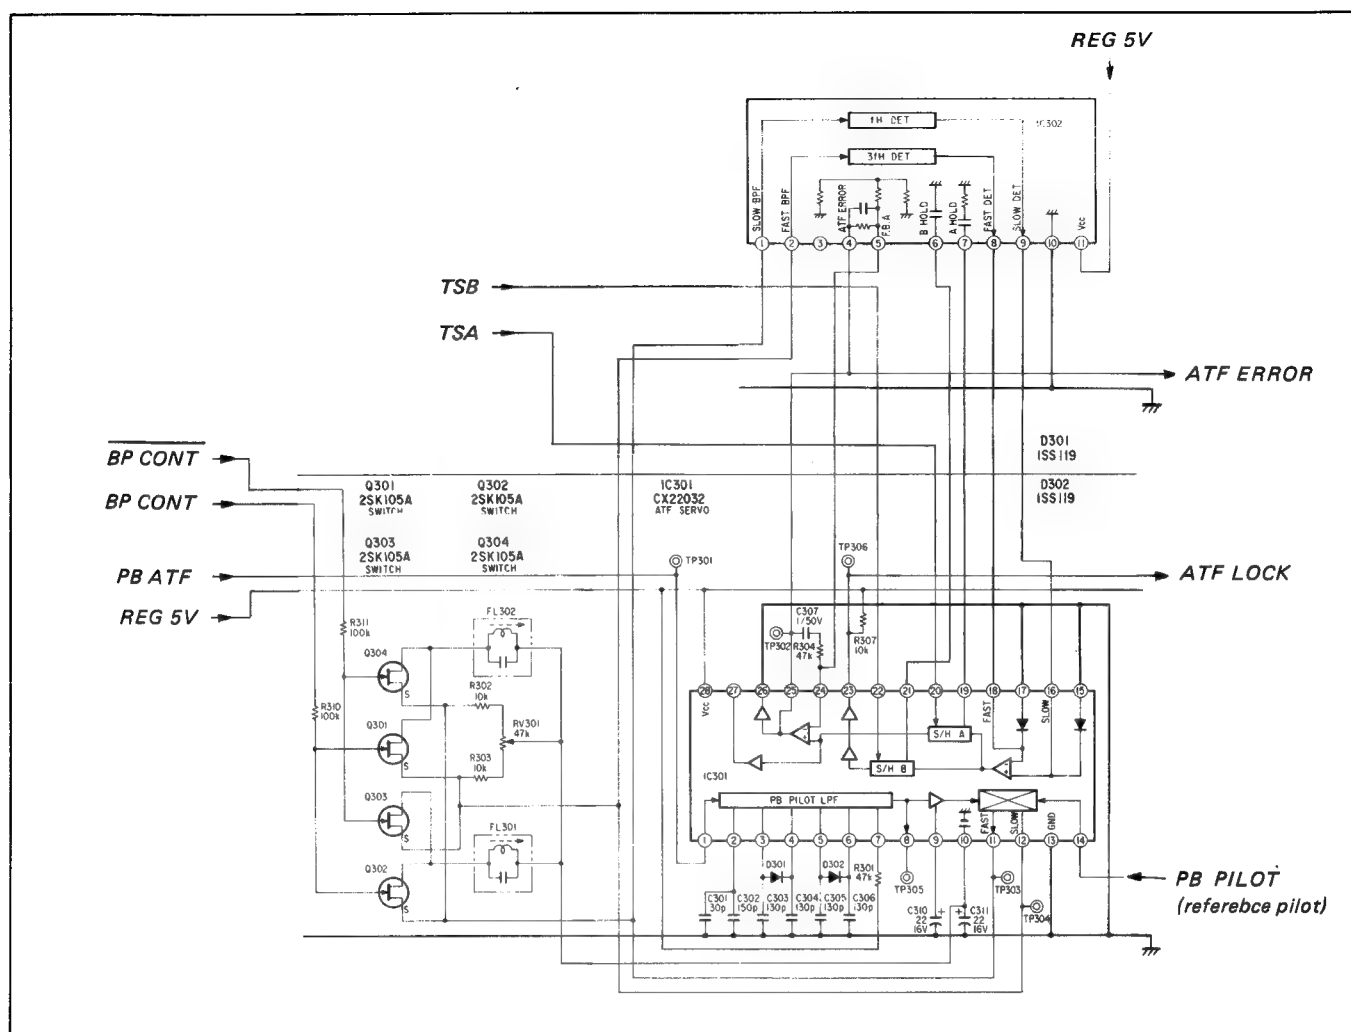 REG 5V
fH DET
IC302
3fH DET
SLOW BPF
FAST BPF
ATF ERROR
F.B.A
B HOLD
A HOLD
FAST DET
SLOW DET
Vcc
1 2 3 4 5 6 7 8 9 10 11
TSB
TSA
ATF ERROR
BP CONT
BP CONT
PB ATF
REG 5V
D301
1SS119
D302
1SS119
Q301
2SK105A
SWITCH
Q302
2SK105A
SWITCH
IC301
CX22032
ATF SERVO
Q303
2SK105A
SWITCH
Q304
2SK105A
SWITCH
TP301
TP306
ATF LOCK
FL302
R311
100k
Q304
S
C307
1/50V
TP302
R304
47k
R307
10k
R302
10k
R310
100k
RV301
47k
Q301
S
R303
10k
28 27 26 25 24 23 22 21 20 19 18 17 16 15
Vcc
FAST
SLOW
S/H A
S/H B
IC301
PB PILOT LPF
FAST
SLOW
GND
Q303
S
FL301
Q302
S
1 2 3 4 5 6 7 8 9 10 11 12 13 14
D301
D302
R301
47k
TP305
TP303
TP304
C301
30p
C302
150p
C303
130p
C304
130p
C305
130p
C306
130p
C310
22
16V
C311
22
16V
PB PILOT
(referebce pilot)